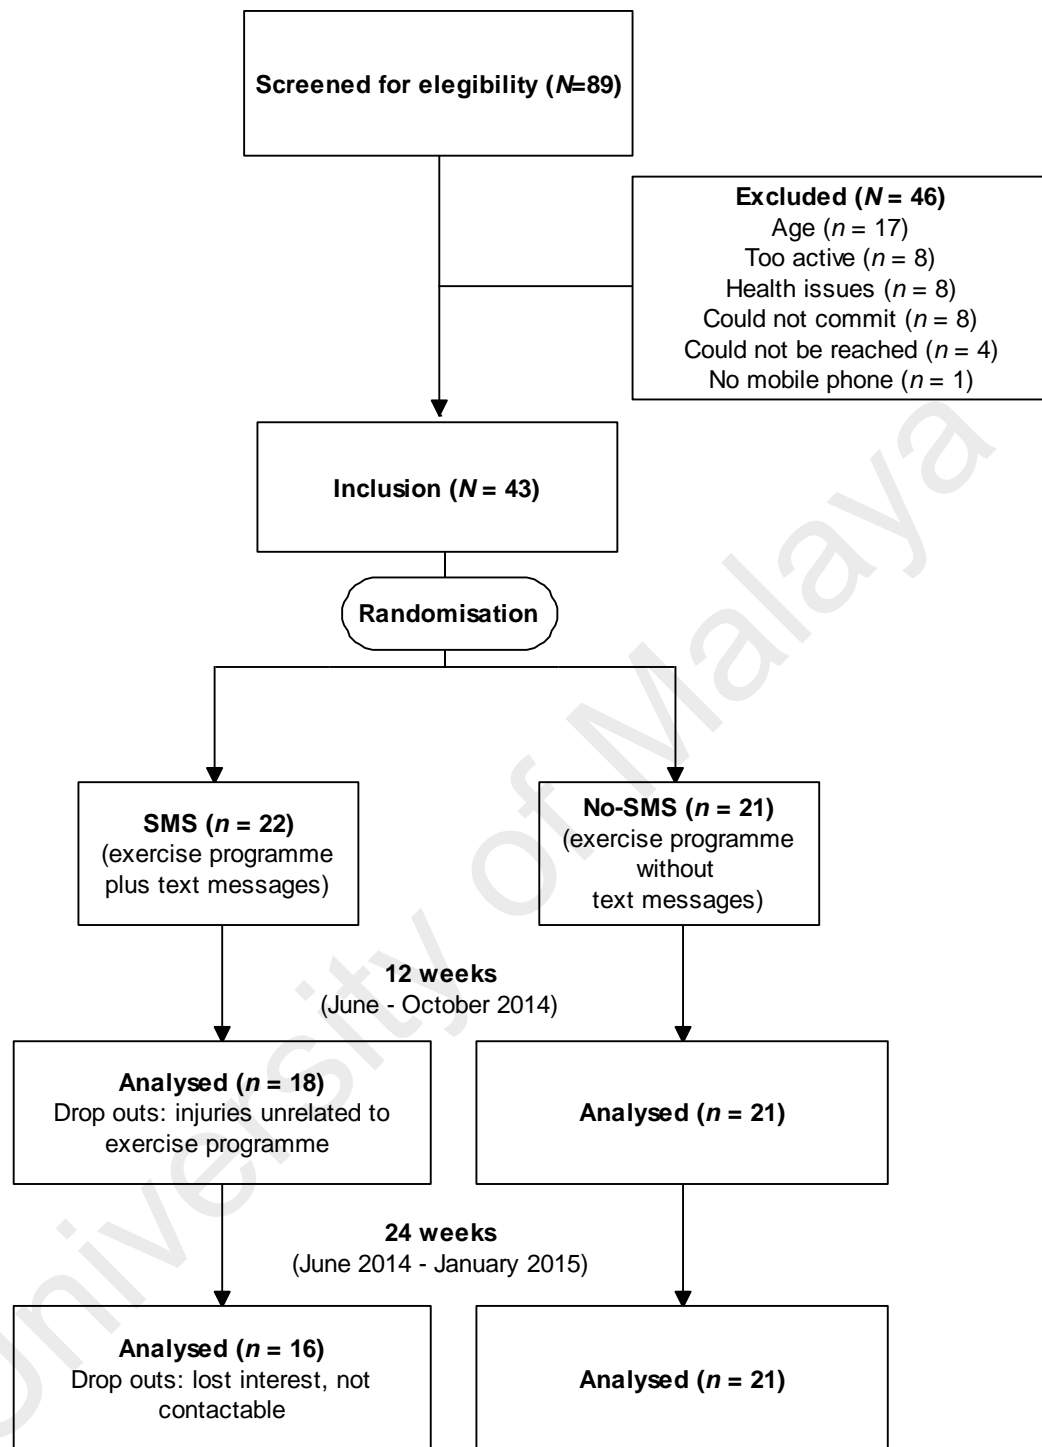 Screened for elegibility (N=89)
Excluded (N = 46)
Age (n = 17)
Too active (n = 8)
Health issues (n = 8)
Could not commit (n = 8)
Could not be reached (n = 4)
No mobile phone (n = 1)
Inclusion (N = 43)
Randomisation
SMS (n = 22)
(exercise programme
plus text messages)
No-SMS (n = 21)
(exercise programme
without
text messages)
12 weeks
(June - October 2014)
Analysed (n = 18)
Drop outs: injuries unrelated to
exercise programme
Analysed (n = 21)
24 weeks
(June 2014 - January 2015)
Analysed (n = 16)
Drop outs: lost interest, not
contactable
Analysed (n = 21)
University of Malaya